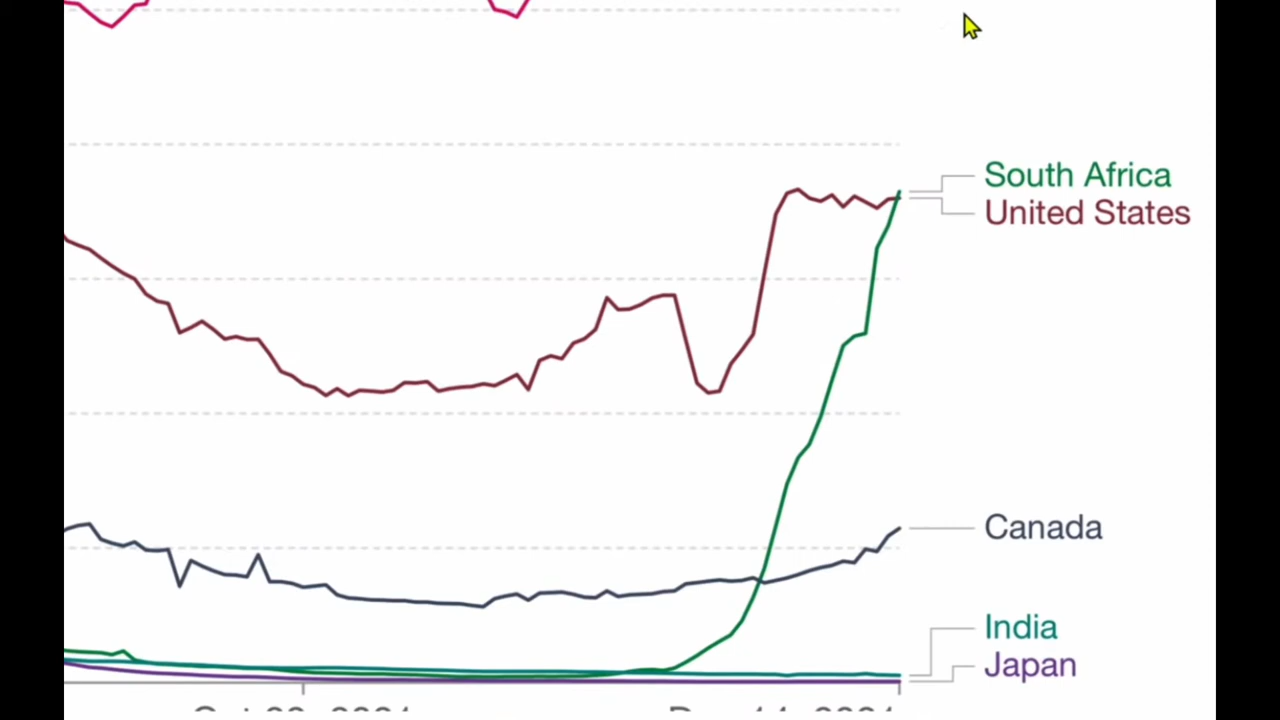 South Africa
United States
Canada
India
Japan